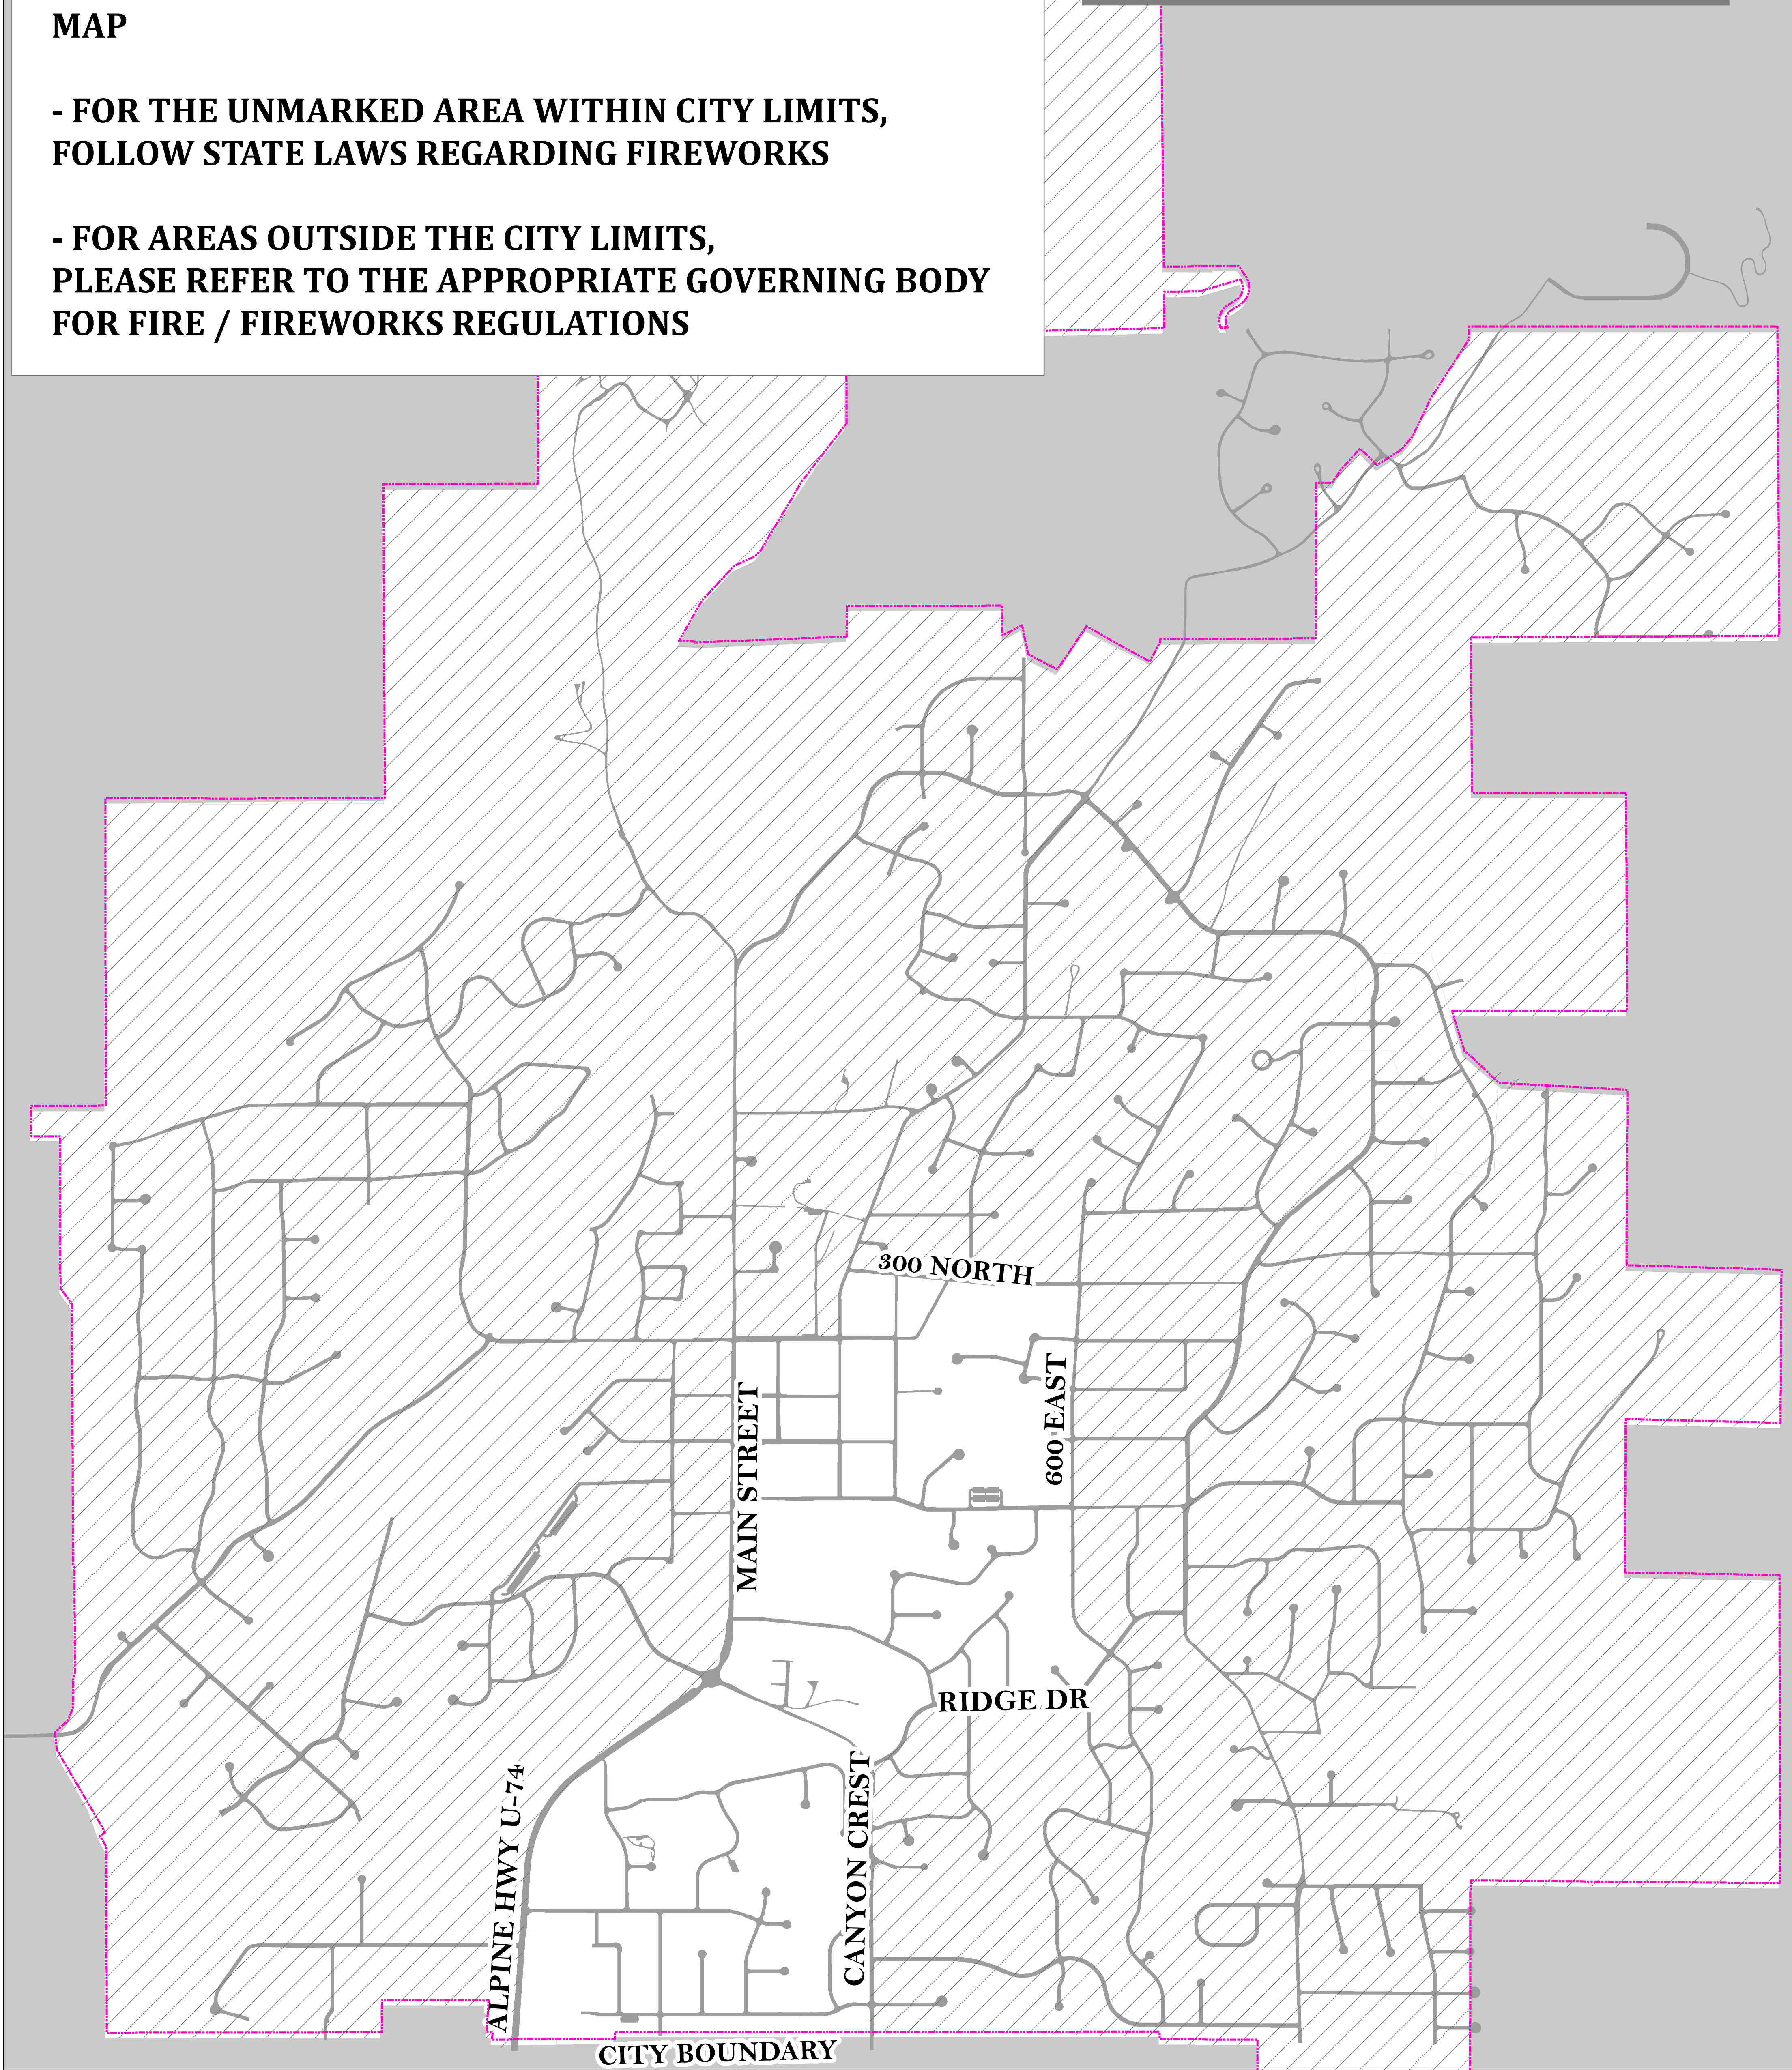 MAP
- FOR THE UNMARKED AREA WITHIN CITY LIMITS,
FOLLOW STATE LAWS REGARDING FIREWORKS
- FOR AREAS OUTSIDE THE CITY LIMITS,
PLEASE REFER TO THE APPROPRIATE GOVERNING BODY
FOR FIRE / FIREWORKS REGULATIONS
300 NORTH
600 EAST
MAIN STREET
RIDGE DR
ALPINE HWY U-74
CANYON CREST
CITY BOUNDARY